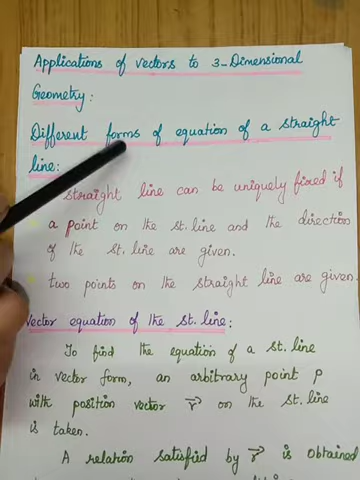 Applications of vectors to 3-Dimensional
Geometry:
Different forms of equation of a straight
line:
straight line can be uniquely fixed if
a point on the st.line and the direction
of the st.line are given.
two points on the straight line are given.
Vector equation of the st.line:
To find the equation of a st.line
in vector form, an arbitrary point P
with position vector r⃗ on the st.line
is taken.
A relation satisfied by r⃗ is obtained